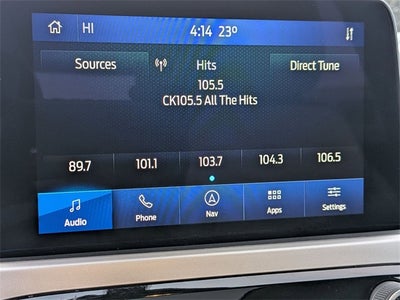 HI 4:14 23°
Sources Hits Direct Tune
105.5
CK105.5 All The Hits
89.7 101.1 103.7 104.3 106.5
Audio Phone Nav Apps Settings